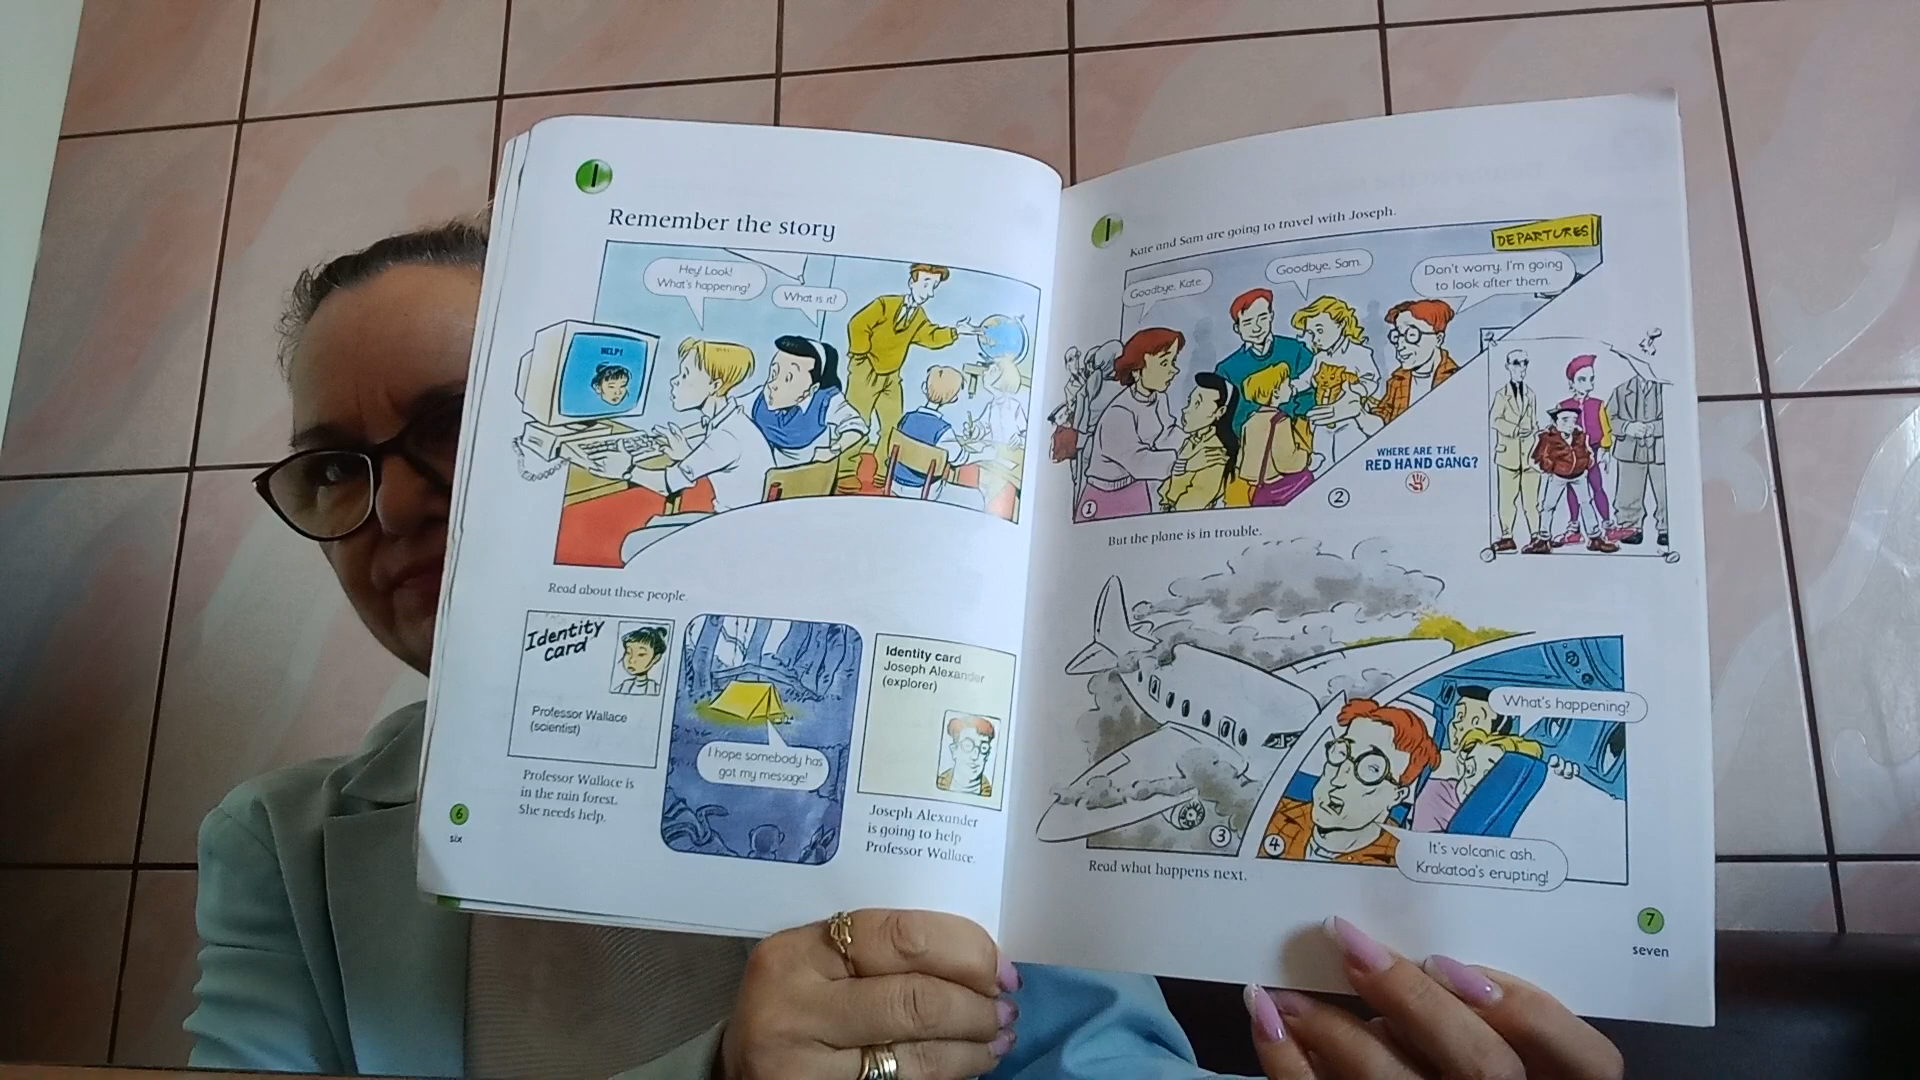 1
Remember the story
Hey! Look!
What's happening?
What is it?
HELP!
Read about these people.
Identity
card
Professor Wallace
(scientist)
Professor Wallace is
in the rain forest.
She needs help.
I hope somebody has
got my message!
Identity card
Joseph Alexander
(explorer)
Joseph Alexander
is going to help
Professor Wallace.
6
six
1
Kate and Sam are going to travel with Joseph.
DEPARTURES
Goodbye, Kate.
Goodbye, Sam.
Don't worry. I'm going
to look after them.
1
WHERE ARE THE
RED HAND GANG?
2
But the plane is in trouble.
3
What's happening?
4
It's volcanic ash.
Krakatoa's erupting!
Read what happens next.
7
seven